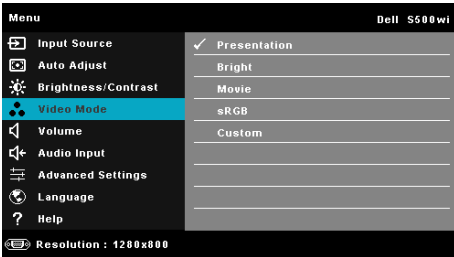 Menu Dell S500wi
Input Source
Auto Adjust
Brightness/Contrast
Video Mode
Volume
Audio Input
Advanced Settings
Language
Help
Presentation
Bright
Movie
sRGB
Custom
Resolution : 1280x800